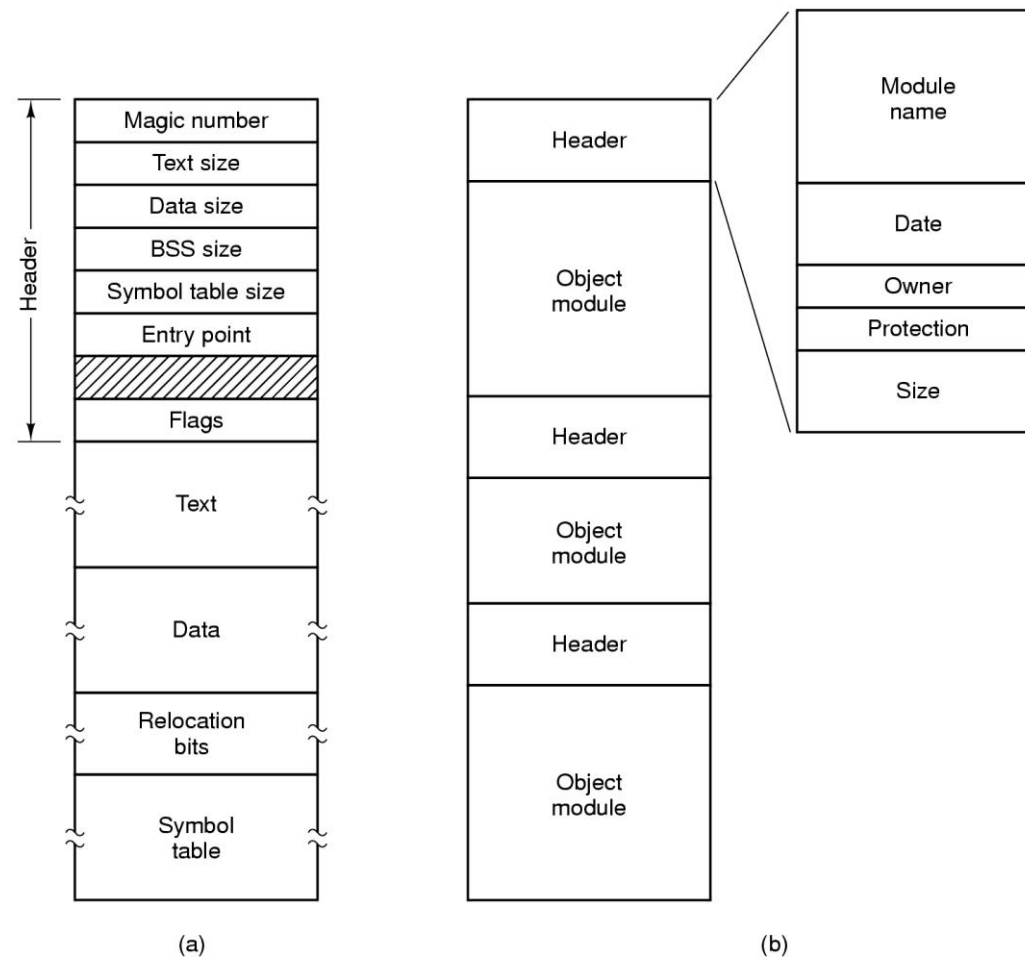 Header
Magic number
Text size
Data size
BSS size
Symbol table size
Entry point
Flags
Text
Data
Relocation
bits
Symbol
table
(a)
Header
Object
module
Header
Object
module
Header
Object
module
Module
name
Date
Owner
Protection
Size
(b)